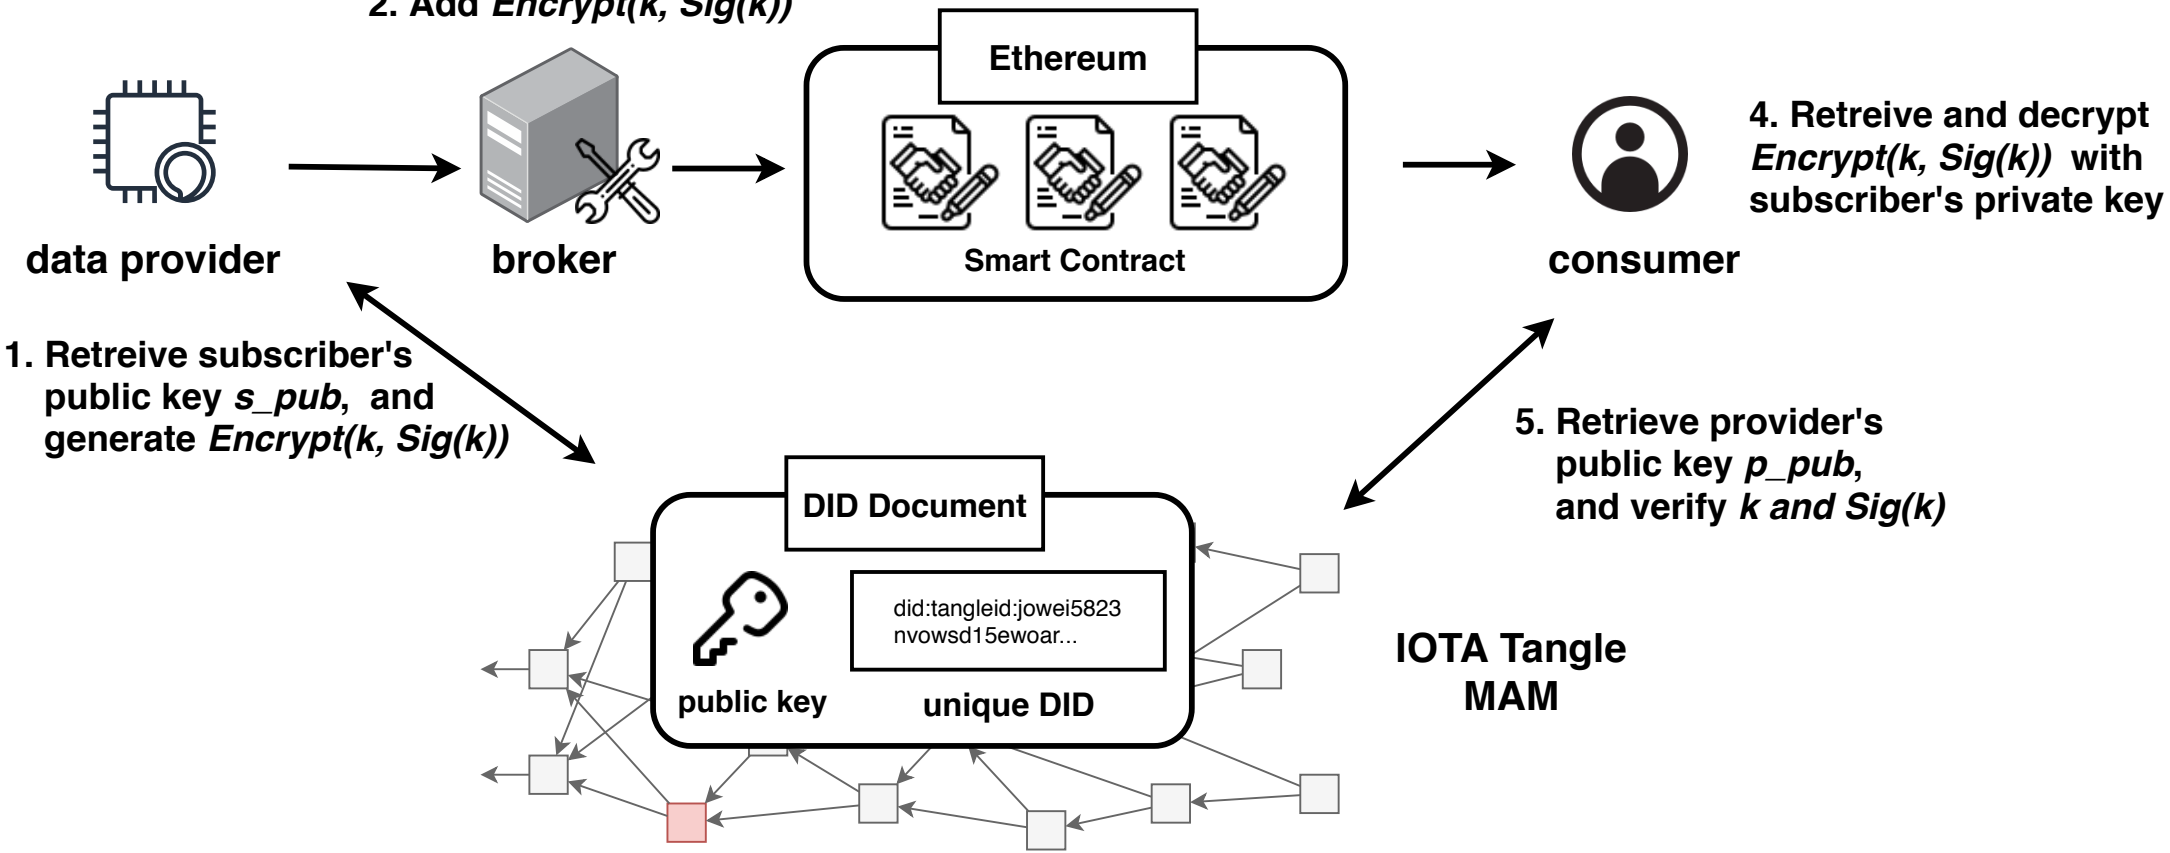 2. Add Encrypt(k, Sig(k))
Ethereum
Smart Contract
data provider
broker
consumer
4. Retreive and decrypt
Encrypt(k, Sig(k)) with
subscriber's private key
1. Retreive subscriber's
public key s_pub, and
generate Encrypt(k, Sig(k))
5. Retrieve provider's
public key p_pub,
and verify k and Sig(k)
DID Document
did:tangleid:jowei5823
nvowsd15ewoar...
public key
unique DID
IOTA Tangle
MAM